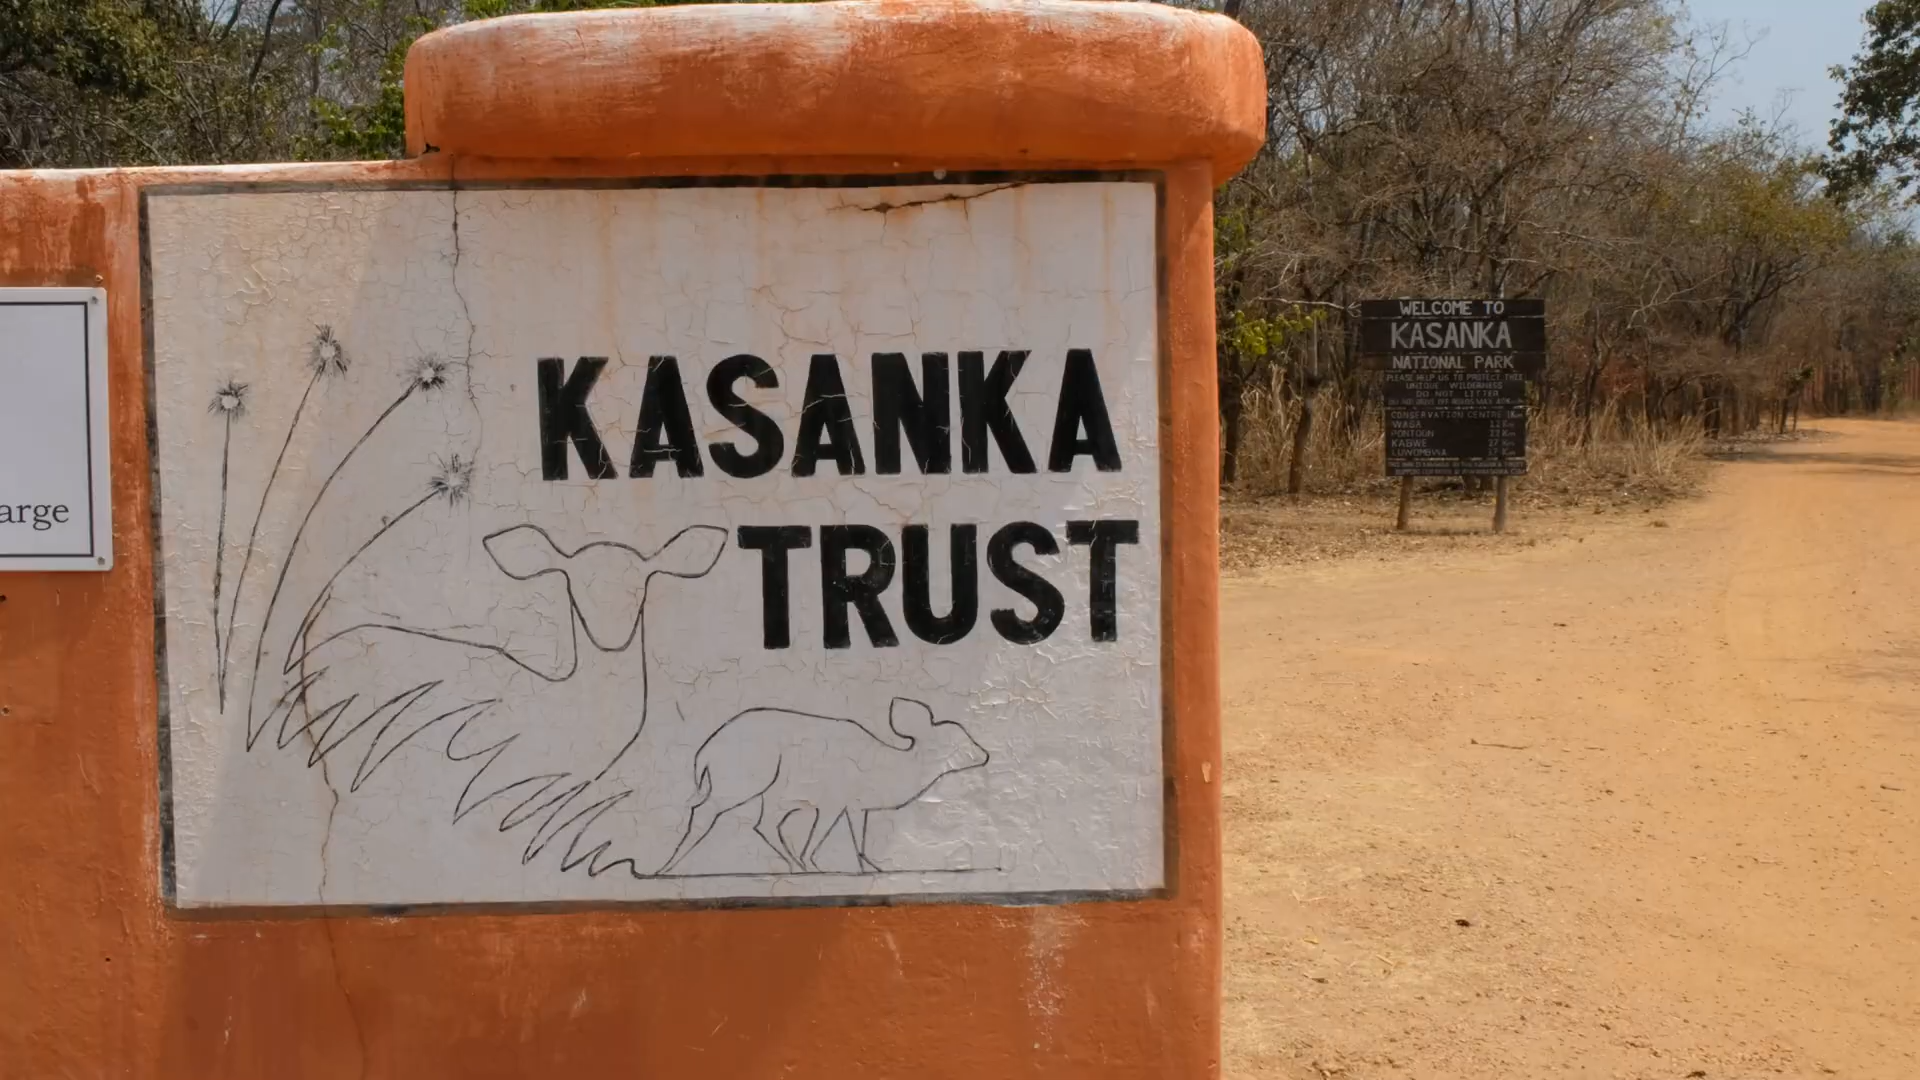 arge
KASANKA
TRUST
WELCOME TO
KASANKA
NATIONAL PARK
PLEASE HELP US TO PROTECT THIS
UNIQUE WILDERNESS
DO NOT LITTER
CONSERVATION CENTRE 1Km
WASA
PONTOON
KABWE
LUWOMBWA